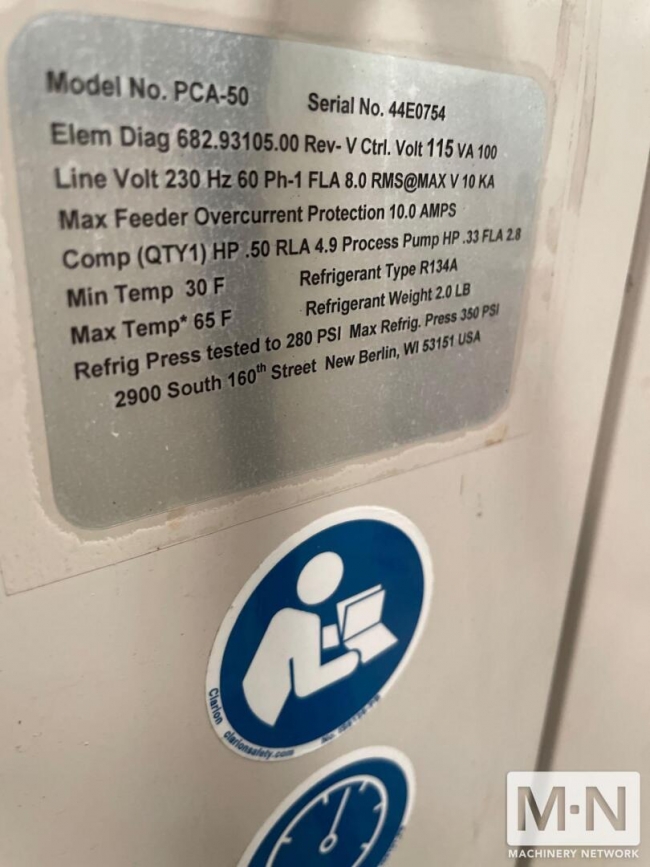 Model No. PCA-50 Serial No. 44E0754
Elem Diag 682.93105.00 Rev- V Ctrl. Volt 115 VA 100
Line Volt 230 Hz 60 Ph-1 FLA 8.0 RMS@MAX V 10 KA
Max Feeder Overcurrent Protection 10.0 AMPS
Comp (QTY1) HP .50 RLA 4.9 Process Pump HP .33 FLA 2.8
Min Temp 30 F Refrigerant Type R134A
Max Temp* 65 F Refrigerant Weight 2.0 LB
Refrig Press tested to 280 PSI Max Refrig. Press 350 PSI
2900 South 160th Street New Berlin, WI 53151 USA
Clarion
clarionsafety.com
M·N
MACHINERY NETWORK